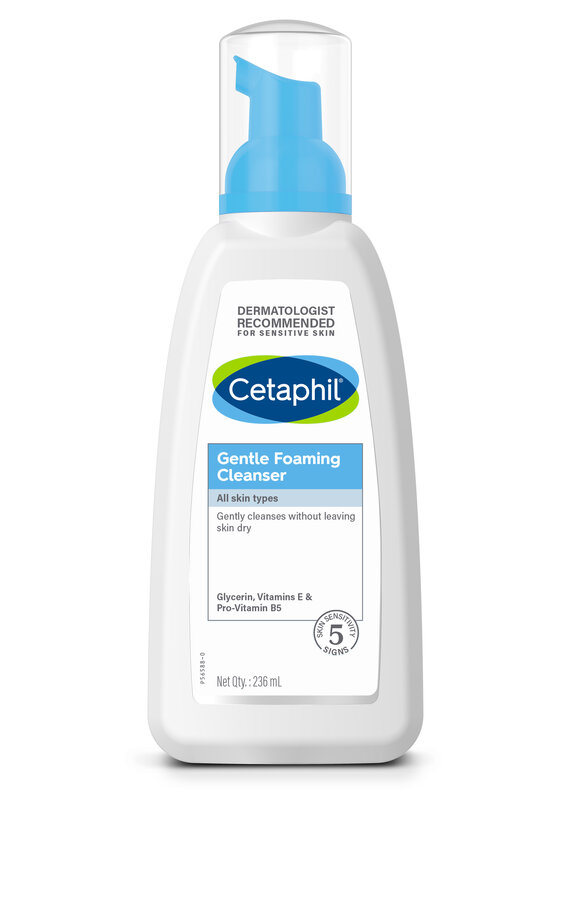 DERMATOLOGIST
RECOMMENDED
FOR SENSITIVE SKIN
Cetaphil®
Gentle Foaming
Cleanser
All skin types
Gently cleanses without leaving
skin dry
Glycerin, Vitamins E &
Pro-Vitamin B5
SKIN SENSITIVITY
5
SIGNS
P56588-0
Net Qty. : 236 mL